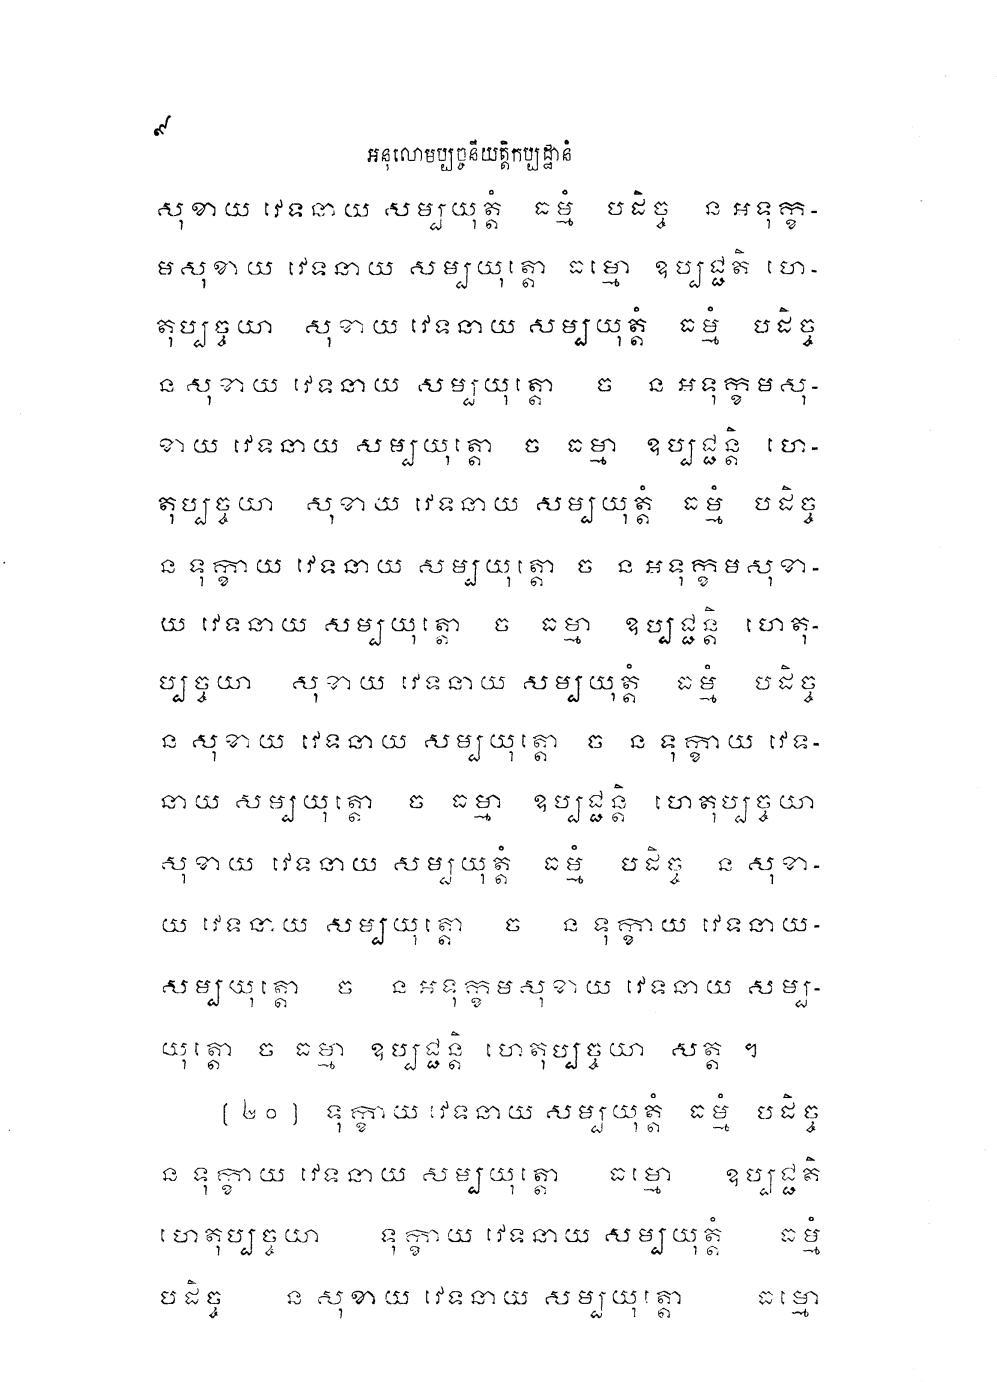 ៩
អនុលោមប្បច្ចនីយត្តិកប្បដ្ឋានំ
សុខាយ វេទនាយ សម្បយុត្តំ ធម្មំ បដិច្ច ន អទុក្ខ-
មសុខាយ វេទនាយ សម្បយុត្តោ ធម្មោ ឧប្បជ្ជតិ ហេ-
តុប្បច្ចយា សុខាយ វេទនាយ សម្បយុត្តំ ធម្មំ បដិច្ច
ន សុខាយ វេទនាយ សម្បយុត្តោ ច ន អទុក្ខមសុ-
ខាយ វេទនាយ សម្បយុត្តោ ច ធម្មា ឧប្បជ្ជន្តិ ហេ-
តុប្បច្ចយា សុខាយ វេទនាយ សម្បយុត្តំ ធម្មំ បដិច្ច
ន ទុក្ខាយ វេទនាយ សម្បយុត្តោ ច ន អទុក្ខមសុខា-
យ វេទនាយ សម្បយុត្តោ ច ធម្មា ឧប្បជ្ជន្តិ ហេតុ-
ប្បច្ចយា សុខាយ វេទនាយ សម្បយុត្តំ ធម្មំ បដិច្ច
ន សុខាយ វេទនាយ សម្បយុត្តោ ច ន ទុក្ខាយ វេទ-
នាយ សម្បយុត្តោ ច ធម្មា ឧប្បជ្ជន្តិ ហេតុប្បច្ចយា
សុខាយ វេទនាយ សម្បយុត្តំ ធម្មំ បដិច្ច ន សុខា-
យ វេទនាយ សម្បយុត្តោ ច ន ទុក្ខាយ វេទនាយ-
សម្បយុត្តោ ច ន អទុក្ខមសុខាយ វេទនាយ សម្ប-
យុត្តោ ច ធម្មា ឧប្បជ្ជន្តិ ហេតុប្បច្ចយា សត្ត ។
(២០) ទុក្ខាយ វេទនាយ សម្បយុត្តំ ធម្មំ បដិច្ច
ន ទុក្ខាយ វេទនាយ សម្បយុត្តោ ធម្មោ ឧប្បជ្ជតិ
ហេតុប្បច្ចយា ទុក្ខាយ វេទនាយ សម្បយុត្តំ ធម្មំ
បដិច្ច ន សុខាយ វេទនាយ សម្បយុត្តោ ធម្មោ